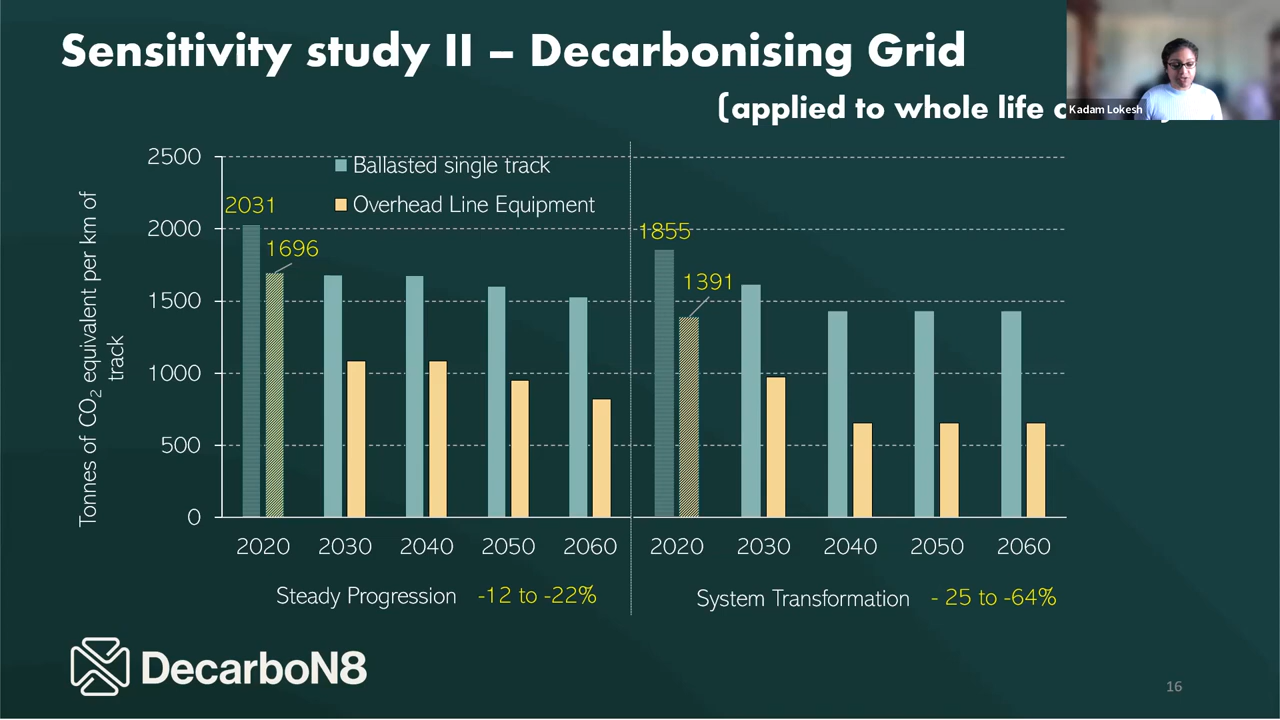 Sensitivity study II – Decarbonising Grid
(applied to whole life
Kadam Lokesh
Tonnes of CO2 equivalent per km of
track
2500
2000
1500
1000
500
0
Ballasted single track
Overhead Line Equipment
2031
1696
1855
1391
2020 2030 2040 2050 2060 2020 2030 2040 2050 2060
Steady Progression -12 to -22%
System Transformation - 25 to -64%
DecarboN8
16